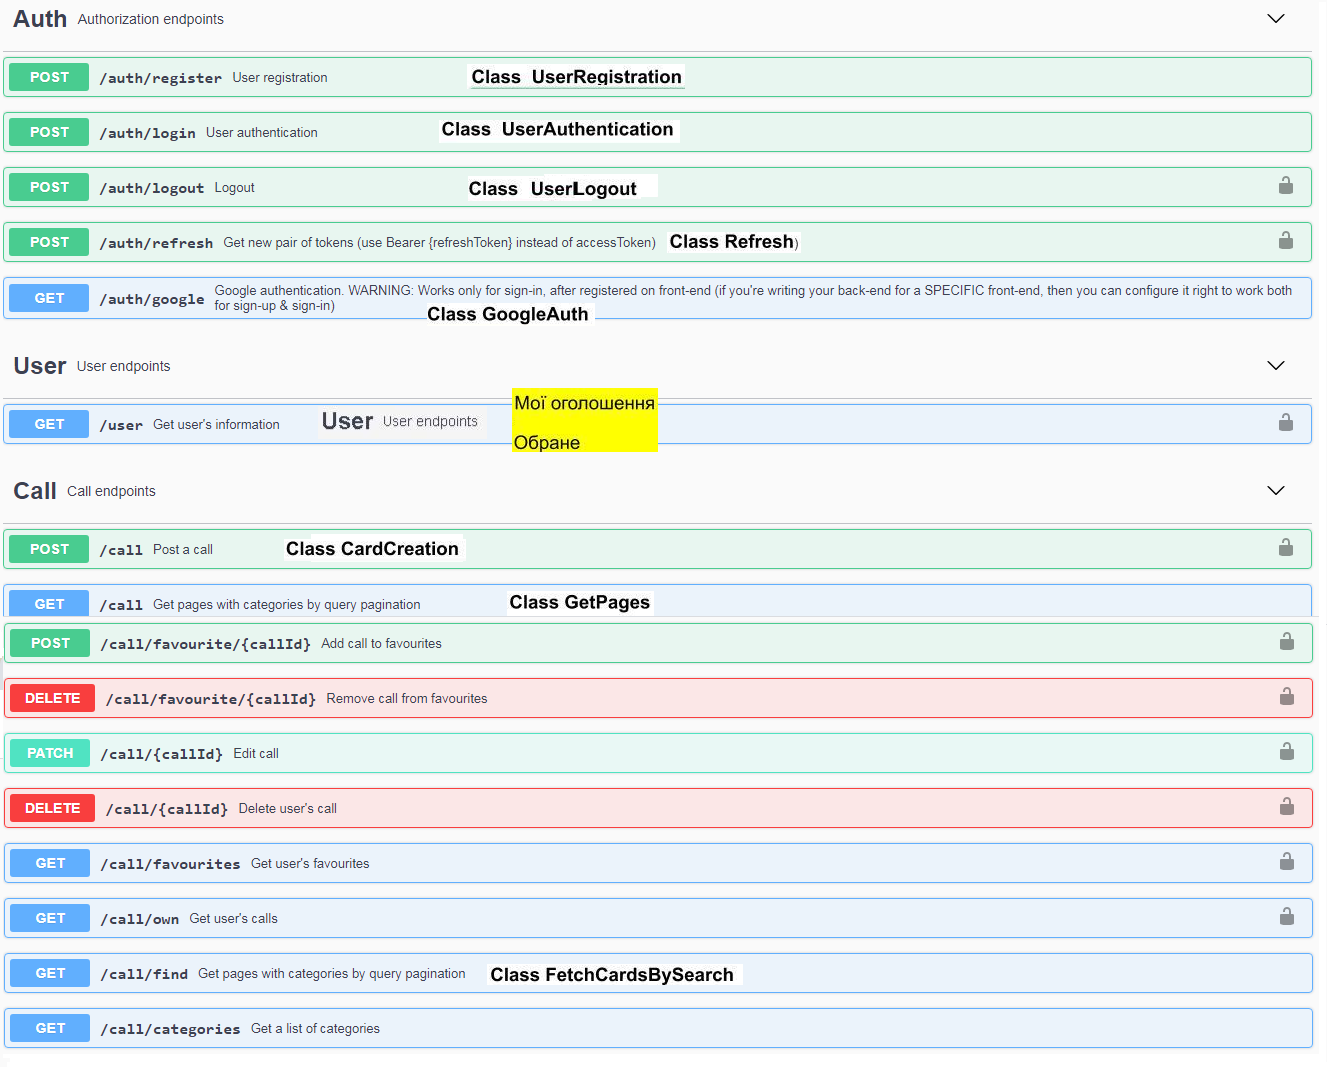 Auth Authorization endpoints
POST /auth/register User registration Class UserRegistration
POST /auth/login User authentication Class UserAuthentication
POST /auth/logout Logout Class UserLogout
POST /auth/refresh Get new pair of tokens (use Bearer {refreshToken} instead of accessToken) Class Refresh)
GET /auth/google Google authentication. WARNING: Works only for sign-in, after registered on front-end (if you're writing your back-end for a SPECIFIC front-end, then you can configure it right to work both
for sign-up & sign-in)
Class GoogleAuth
User User endpoints
Мої оголошення
GET /user Get user's information User User endpoints
Обране
Call Call endpoints
POST /call Post a call Class CardCreation
GET /call Get pages with categories by query pagination Class GetPages
POST /call/favourite/{callId} Add call to favourites
DELETE /call/favourite/{callId} Remove call from favourites
PATCH /call/{callId} Edit call
DELETE /call/{callId} Delete user's call
GET /call/favourites Get user's favourites
GET /call/own Get user's calls
GET /call/find Get pages with categories by query pagination Class FetchCardsBySearch
GET /call/categories Get a list of categories